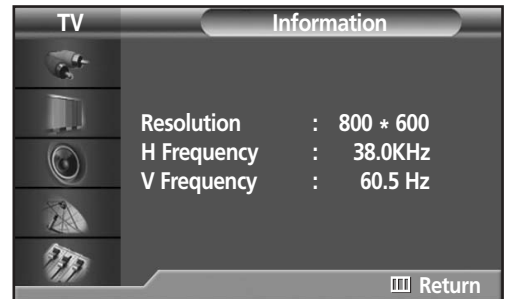 TV
Information
Resolution : 800 * 600
H Frequency : 38.0KHz
V Frequency : 60.5 Hz
Return